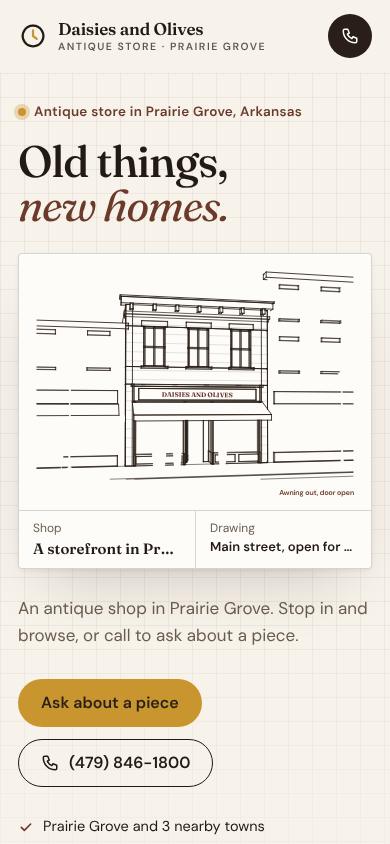 Daisies and Olives
ANTIQUE STORE · PRAIRIE GROVE
Antique store in Prairie Grove, Arkansas
Old things,
new homes.
DAISIES AND OLIVES
Awning out, door open
Shop
A storefront in Pr...
Drawing
Main street, open for ...
An antique shop in Prairie Grove. Stop in and
browse, or call to ask about a piece.
Ask about a piece
(479) 846-1800
Prairie Grove and 3 nearby towns